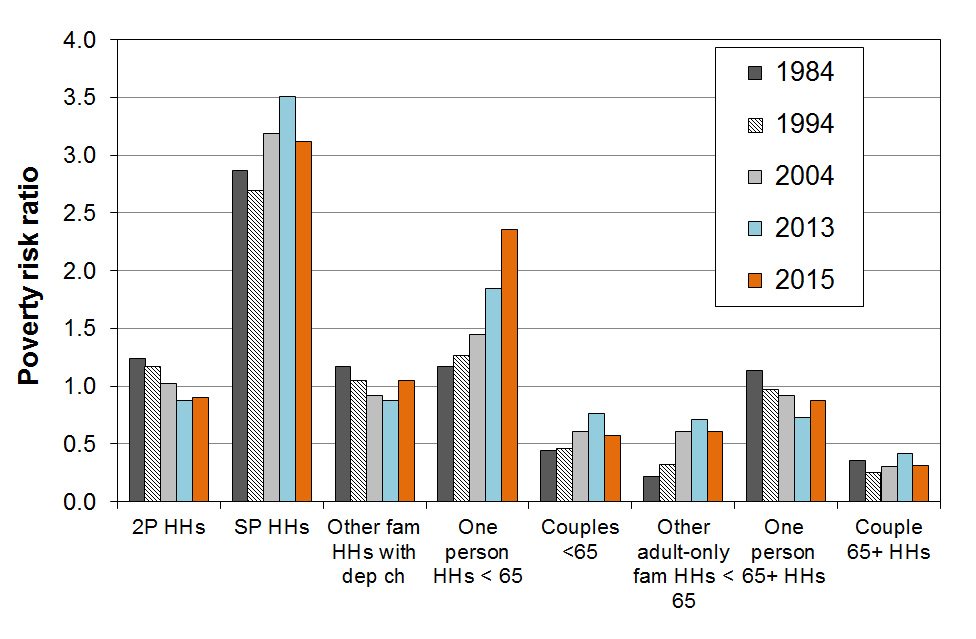 4.0
3.5
3.0
2.5
2.0
1.5
1.0
0.5
0.0
Poverty risk ratio
1984
1994
2004
2013
2015
2P HHs
SP HHs
Other fam
HHs with
dep ch
One
person
HHs < 65
Couples
<65
Other
adult-only
fam HHs <
65
One
person
65+ HHs
Couple
65+ HHs